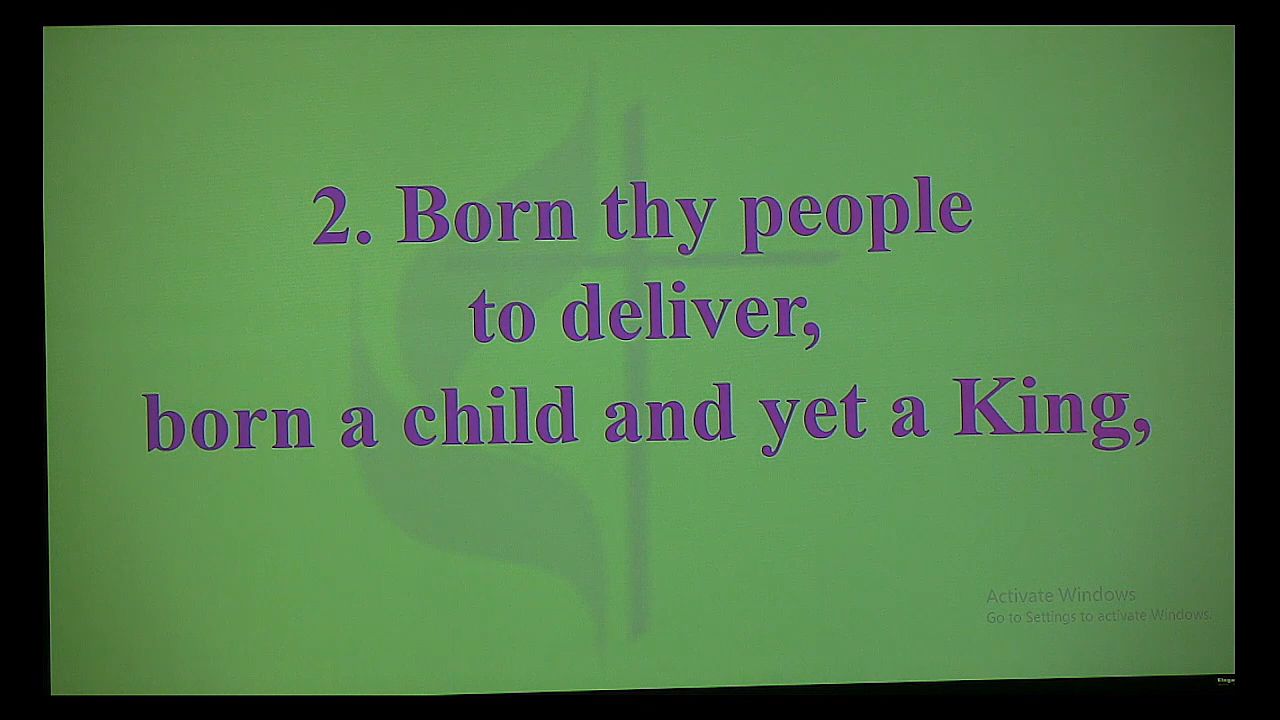 2. Born thy people
to deliver,
born a child and yet a King,
Activate Windows
Go to Settings to activate Windows.